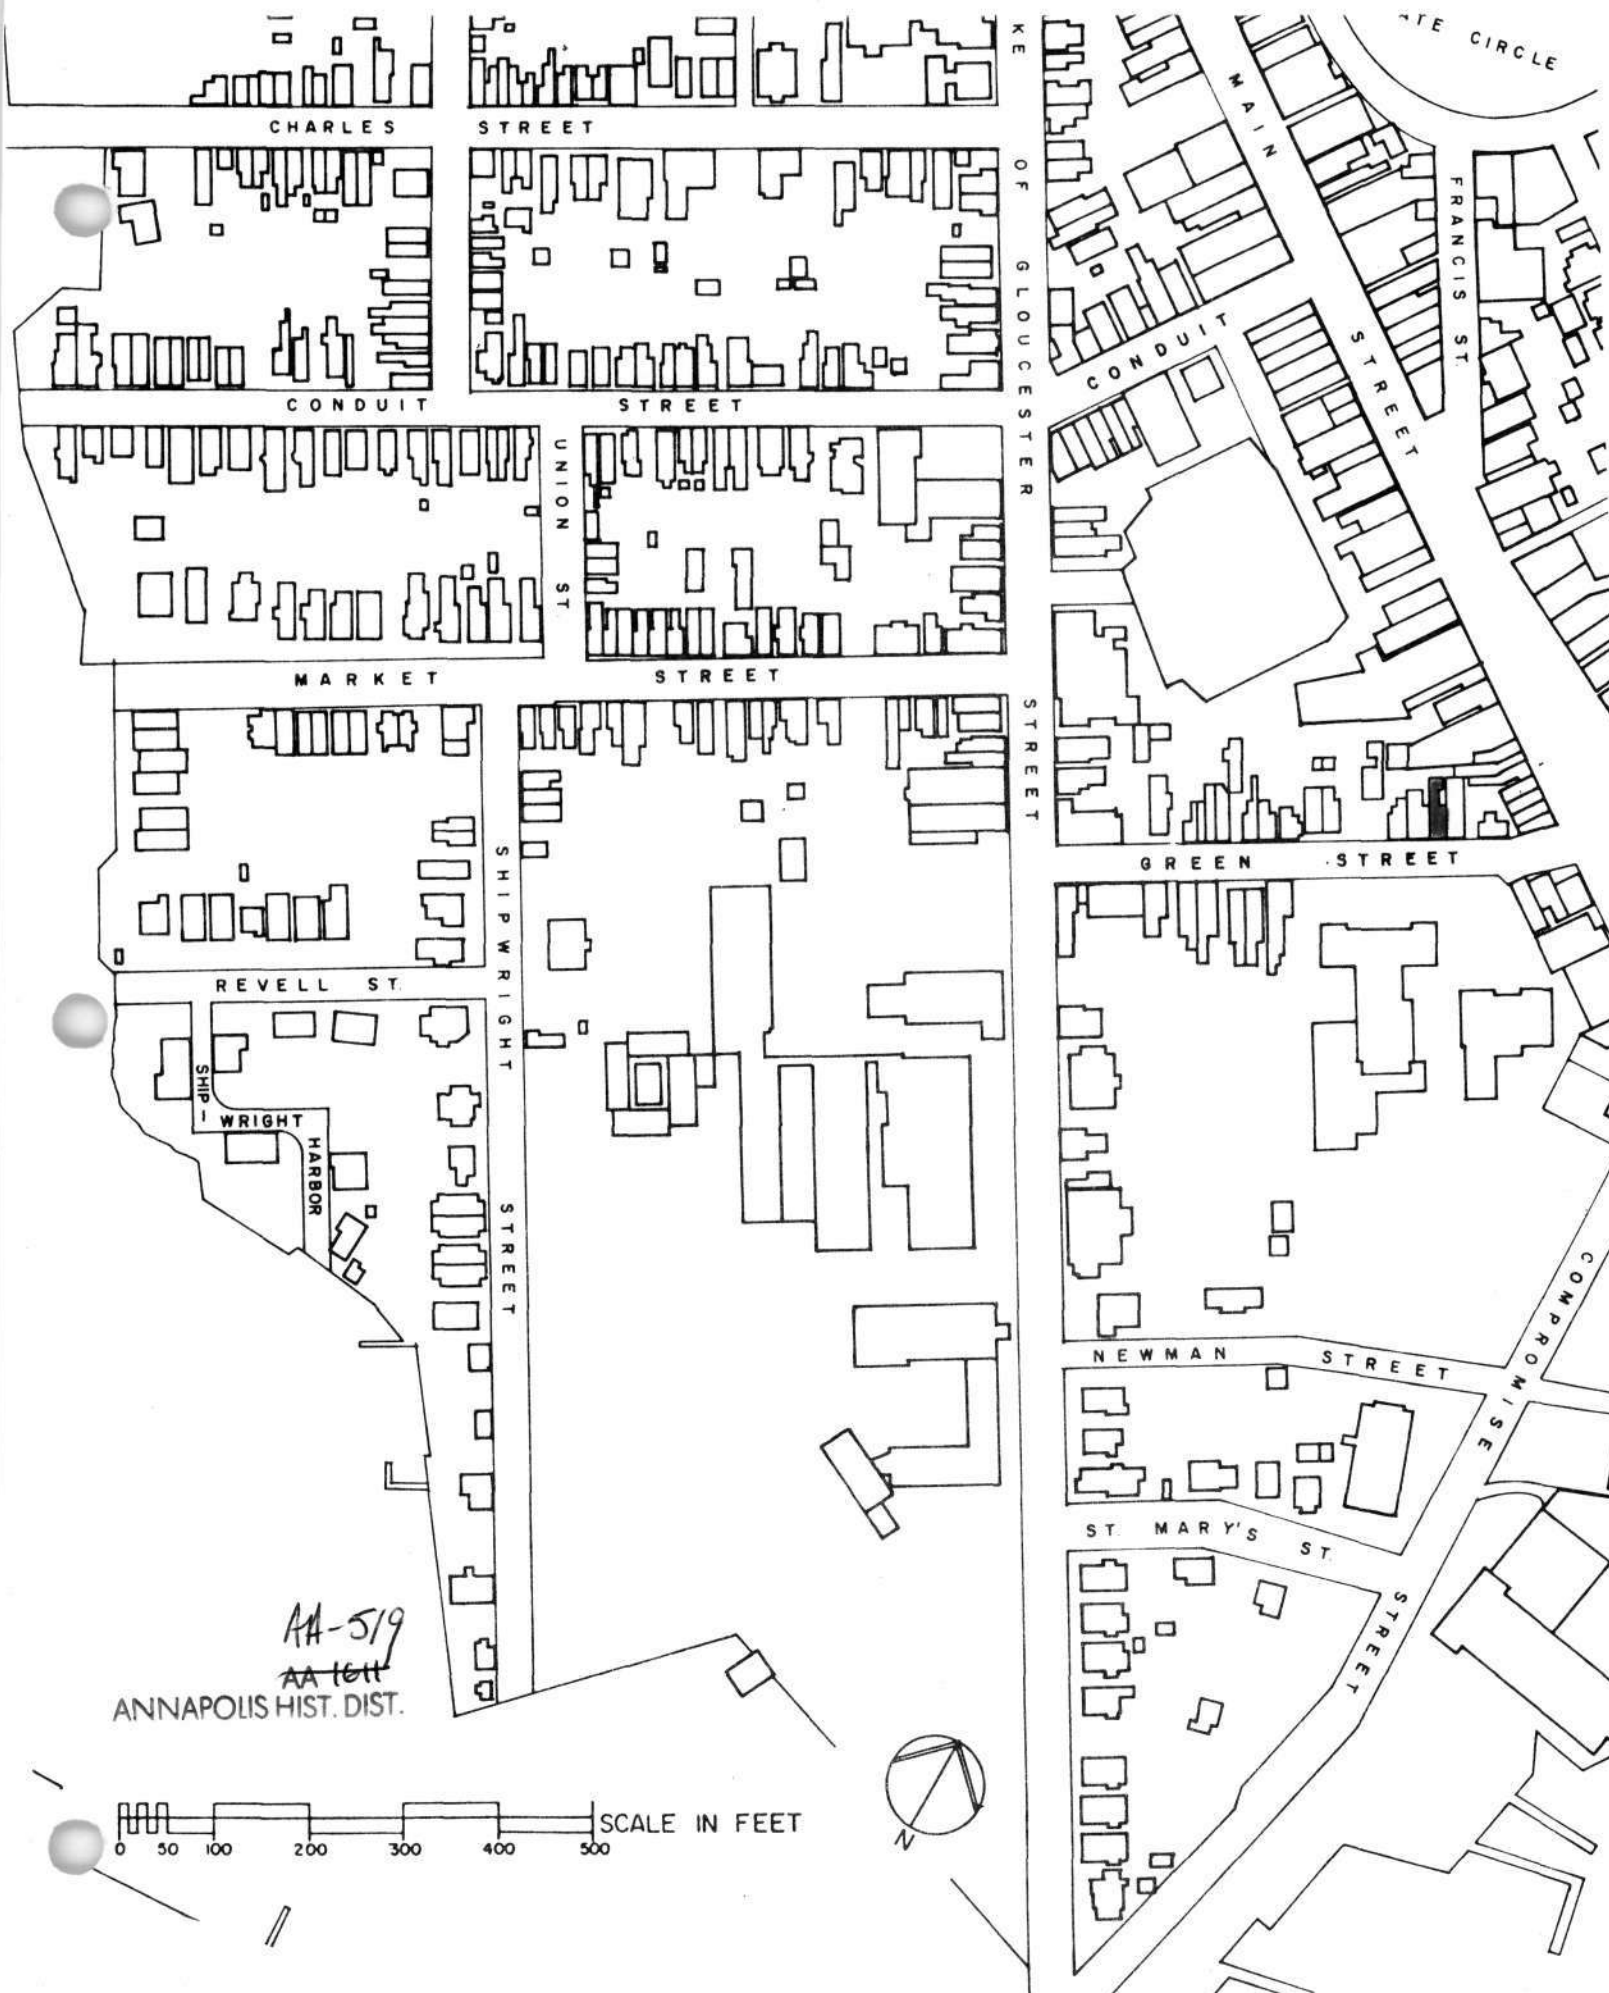 ATE CIRCLE
KE OF GLOUCESTER STREET
MAIN STREET
CHARLES STREET
FRANCIS ST.
CONDUIT
CONDUIT STREET
UNION ST
MARKET STREET
GREEN STREET
SHIPWRIGHT STREET
REVELL ST.
SHIP-
WRIGHT
HARBOR
COMPROMISE STREET
NEWMAN STREET
ST. MARY'S ST.
AA-519
AA 1611
ANNAPOLIS HIST. DIST.
N
SCALE IN FEET
0 50 100 200 300 400 500